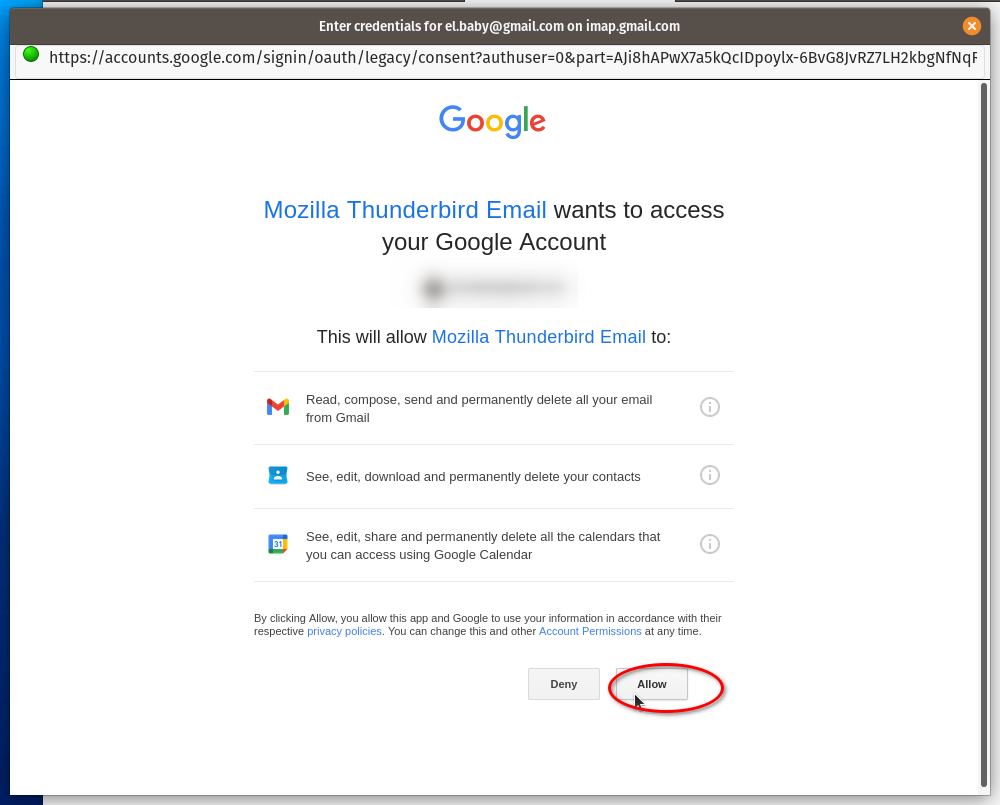 Enter credentials for el.baby@gmail.com on imap.gmail.com
https://accounts.google.com/signin/oauth/legacy/consent?authuser=0&part=AJi8hAPwX7a5kQcIDpoylx-6BvG8JvRZ7LH2kbgNfNqF
Google
Mozilla Thunderbird Email wants to access
your Google Account
This will allow Mozilla Thunderbird Email to:
Read, compose, send and permanently delete all your email
from Gmail
See, edit, download and permanently delete your contacts
See, edit, share and permanently delete all the calendars that
31
you can access using Google Calendar
By clicking Allow, you allow this app and Google to use your information in accordance with their
respective privacy policies. You can change this and other Account Permissions at any time.
Deny Allow